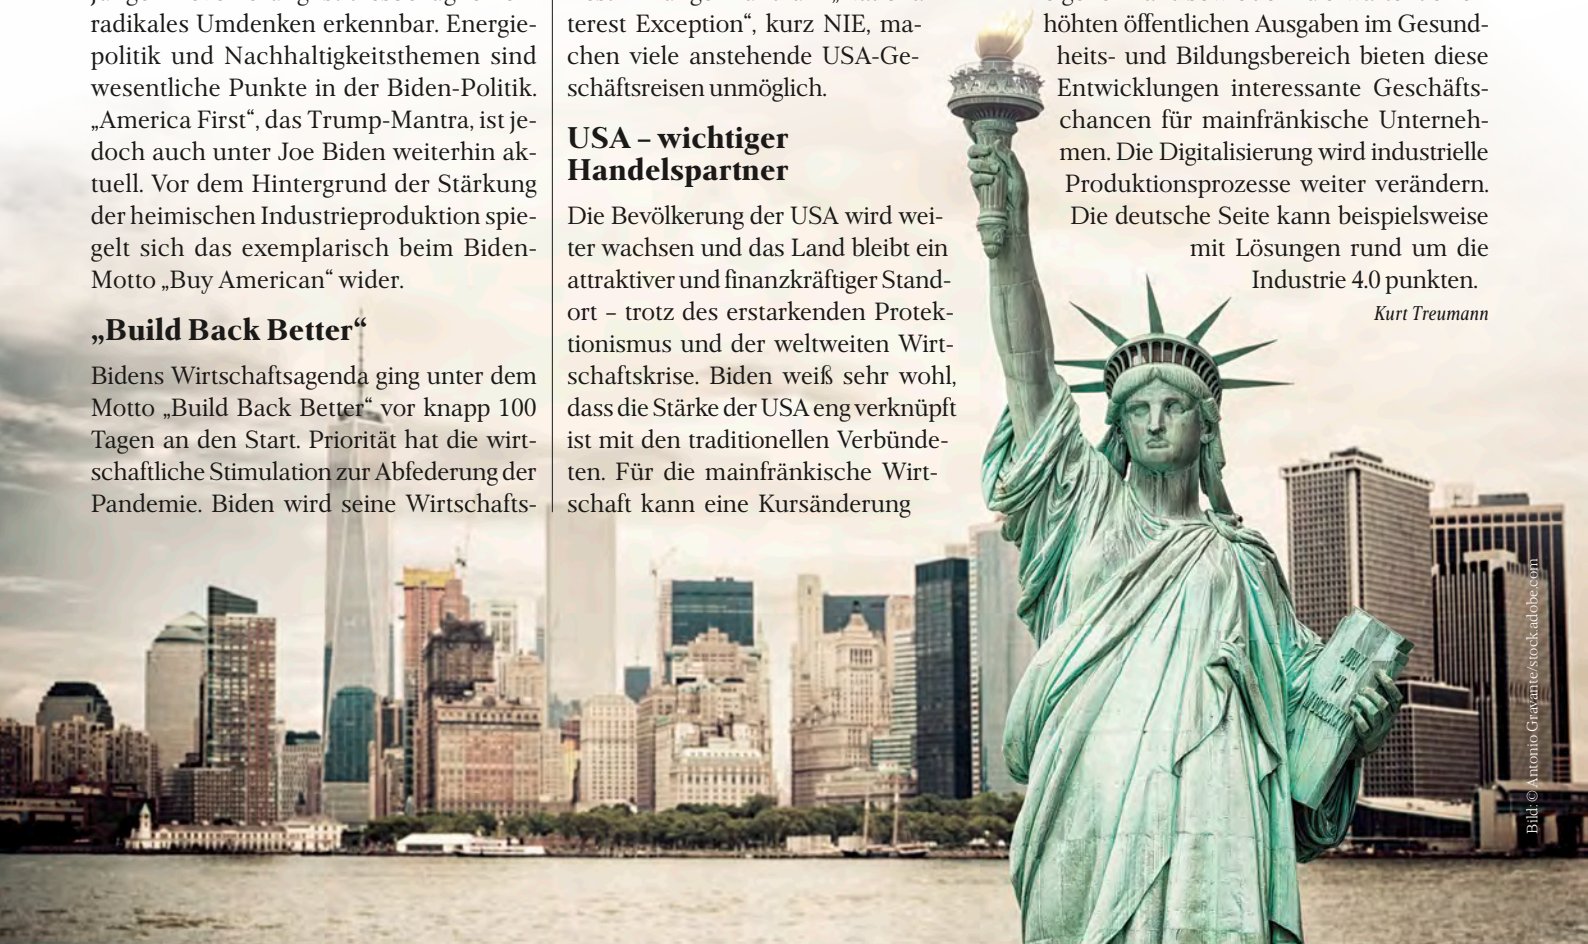 radikales Umdenken erkennbar. Energie-
politik und Nachhaltigkeitsthemen sind
wesentliche Punkte in der Biden-Politik.
„America First“, das Trump-Mantra, ist je-
doch auch unter Joe Biden weiterhin ak-
tuell. Vor dem Hintergrund der Stärkung
der heimischen Industrieproduktion spie-
gelt sich das exemplarisch beim Biden-
Motto „Buy American“ wider.
„Build Back Better“
Bidens Wirtschaftsagenda ging unter dem
Motto „Build Back Better“ vor knapp 100
Tagen an den Start. Priorität hat die wirt-
schaftliche Stimulation zur Abfederung der
Pandemie. Biden wird seine Wirtschafts-
terest Exception“, kurz NIE, ma-
chen viele anstehende USA-Ge-
schäftsreisen unmöglich.
USA – wichtiger
Handelspartner
Die Bevölkerung der USA wird wei-
ter wachsen und das Land bleibt ein
attraktiver und finanzkräftiger Stand-
ort – trotz des erstarkenden Protek-
tionismus und der weltweiten Wirt-
schaftskrise. Biden weiß sehr wohl,
dass die Stärke der USA eng verknüpft
ist mit den traditionellen Verbünde-
ten. Für die mainfränkische Wirt-
schaft kann eine Kursänderung
höhten öffentlichen Ausgaben im Gesund-
heits- und Bildungsbereich bieten diese
Entwicklungen interessante Geschäfts-
chancen für mainfränkische Unterneh-
men. Die Digitalisierung wird industrielle
Produktionsprozesse weiter verändern.
Die deutsche Seite kann beispielsweise
mit Lösungen rund um die
Industrie 4.0 punkten.
Kurt Treumann
Bild: © Antonio Gravante/stock.adobe.com